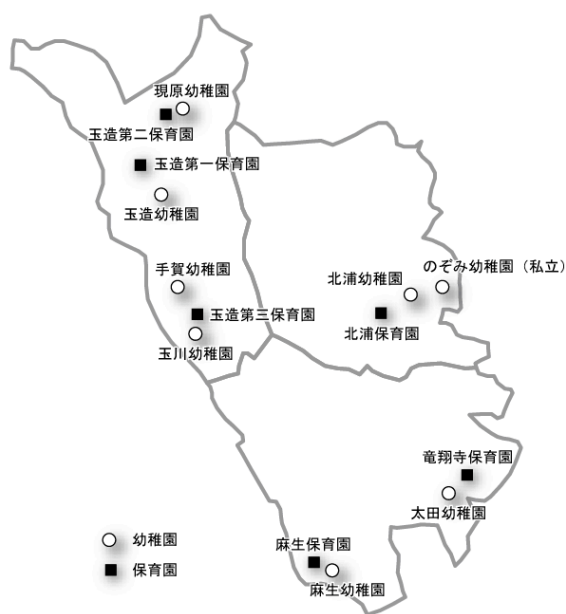 現原幼稚園
玉造第二保育園
玉造第一保育園
玉造幼稚園
手賀幼稚園
のぞみ幼稚園（私立）
北浦幼稚園
玉造第三保育園
北浦保育園
玉川幼稚園
竜翔寺保育園
太田幼稚園
幼稚園
麻生保育園
保育園
麻生幼稚園